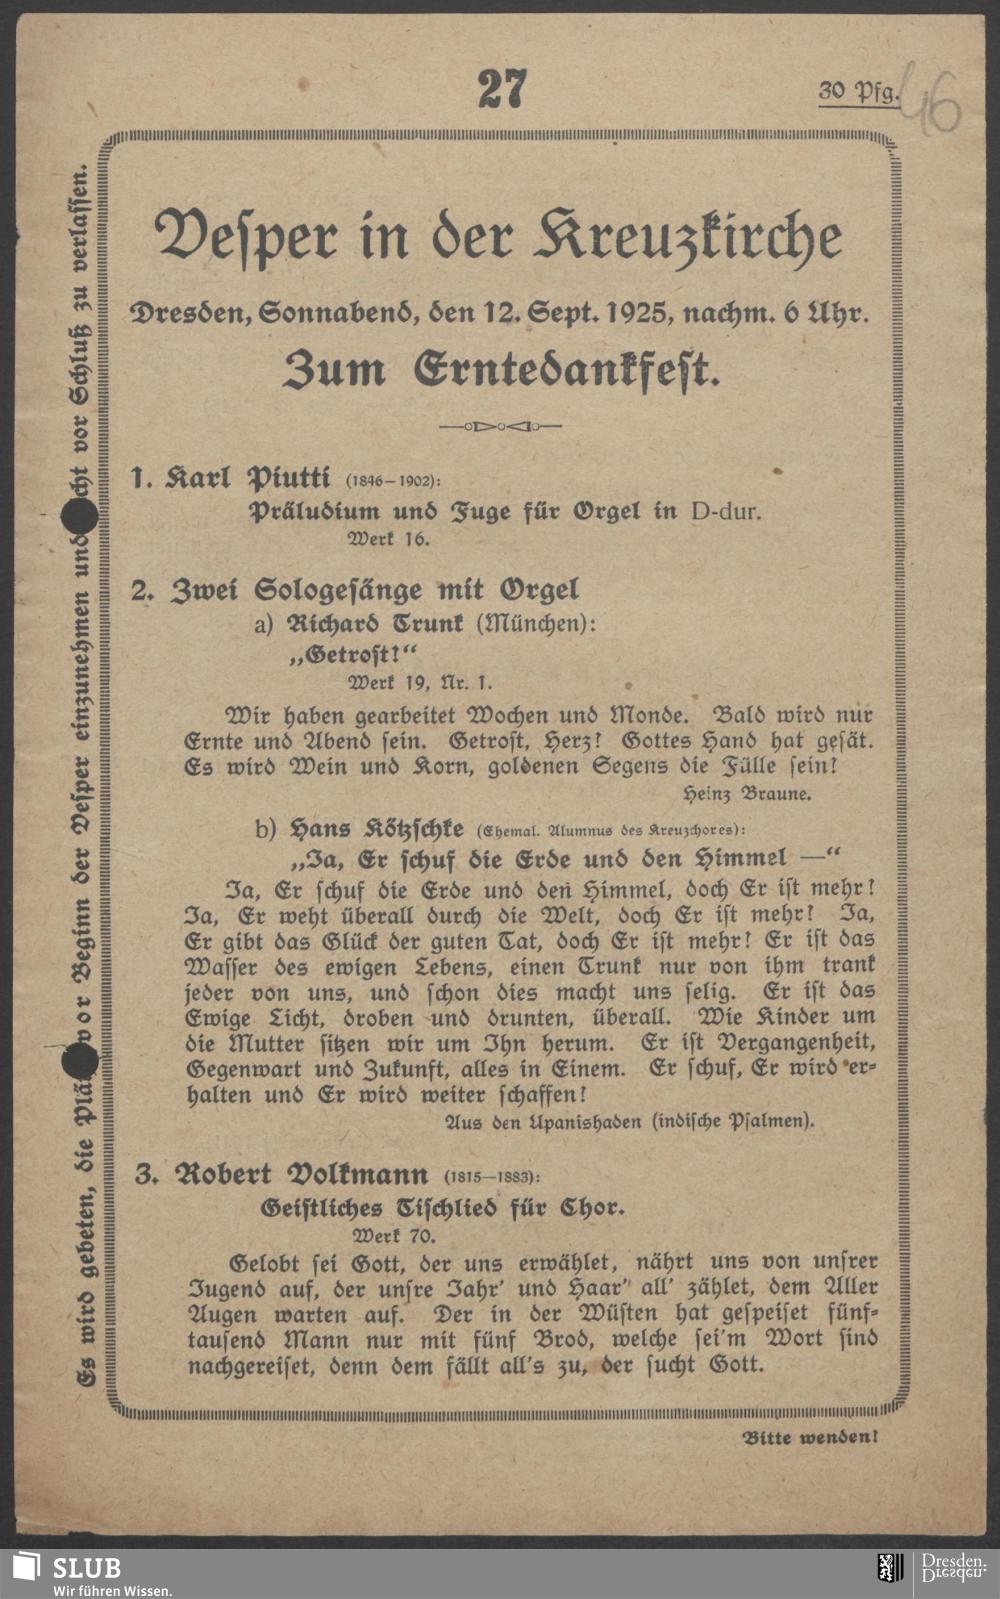 27
30 Pfg.
46
Vesper in der Kreuzkirche
Dresden, Sonnabend, den 12. Sept. 1925, nachm. 6 Uhr.
Zum Erntedankfest.
1. Karl Piutti (1846–1902):
Präludium und Fuge für Orgel in D-dur.
Werk 16.
2. Zwei Sologesänge mit Orgel
a) Richard Trunk (München):
„Getrost!“
Werk 19, Nr. 1.
Wir haben gearbeitet Wochen und Monde. Bald wird nur
Ernte und Abend sein. Getrost, Herz! Gottes Hand hat gesät.
Es wird Wein und Korn, goldenen Segens die Fülle sein!
Heinz Braune.
b) Hans Kötzschke (Ehemal. Alumnus des Kreuzchores):
„Ja, Er schuf die Erde und den Himmel —“
Ja, Er schuf die Erde und den Himmel, doch Er ist mehr!
Ja, Er weht überall durch die Welt, doch Er ist mehr! Ja,
Er gibt das Glück der guten Tat, doch Er ist mehr! Er ist das
Wasser des ewigen Lebens, einen Trunk nur von ihm trank
jeder von uns, und schon dies macht uns selig. Er ist das
Ewige Licht, droben und drunten, überall. Wie Kinder um
die Mutter sitzen wir um Ihn herum. Er ist Vergangenheit,
Gegenwart und Zukunft, alles in Einem. Er schuf, Er wird er-
halten und Er wird weiter schaffen!
Aus den Upanishaden (indische Psalmen).
3. Robert Volkmann (1815—1883):
Geistliches Tischlied für Chor.
Werk 70.
Gelobt sei Gott, der uns erwählet, nährt uns von unsrer
Jugend auf, der unsre Jahr' und Haar' all' zählet, dem Aller
Augen warten auf. Der in der Wüsten hat gespeiset fünf-
tausend Mann nur mit fünf Brod, welche sei'm Wort sind
nachgereiset, denn dem fällt all's zu, der sucht Gott.
Bitte wenden!
Es wird gebeten, die Plä vor Beginn der Vesper einzunehmen und cht vor Schluß zu verlassen.
SLUB
Wir führen Wissen.
Dresden.
Dresden.